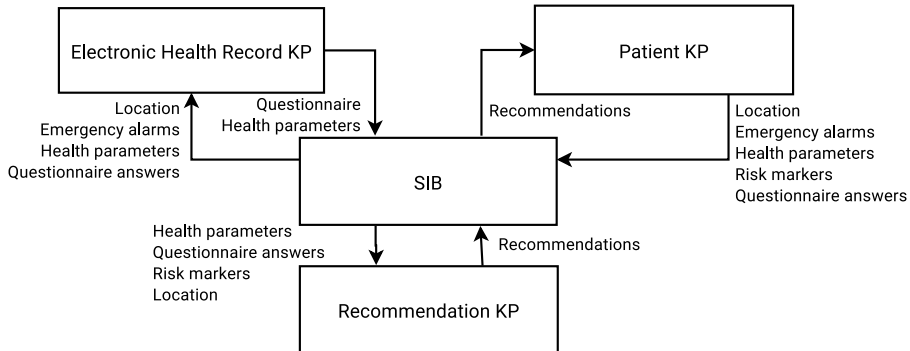 Electronic Health Record KP
Patient KP
Location
Emergency alarms
Health parameters
Questionnaire answers
Questionnaire
Health parameters
Recommendations
Location
Emergency alarms
Health parameters
Risk markers
Questionnaire answers
SIB
Health parameters
Questionnaire answers
Risk markers
Location
Recommendations
Recommendation KP